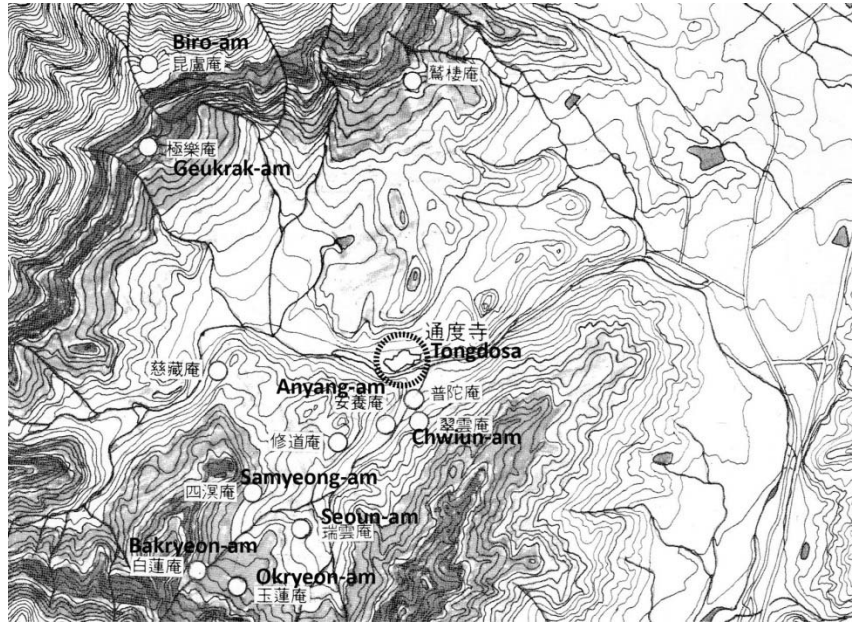 Biro-am
昆盧庵
鷲棲庵
極樂庵
Geukrak-am
通度寺
Tongdosa
慈藏庵
Anyang-am
安養庵
普陀庵
翠雲庵
Chwiun-am
修道庵
Samyeong-am
四溟庵
Seoun-am
瑞雲庵
Bakryeon-am
白蓮庵
Okryeon-am
玉蓮庵